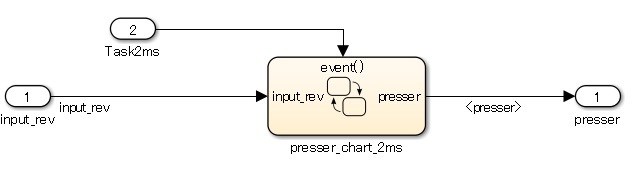 2
Task2ms
event()
1
input_rev
input_rev
input_rev
presser
<presser>
1
presser
presser_chart_2ms